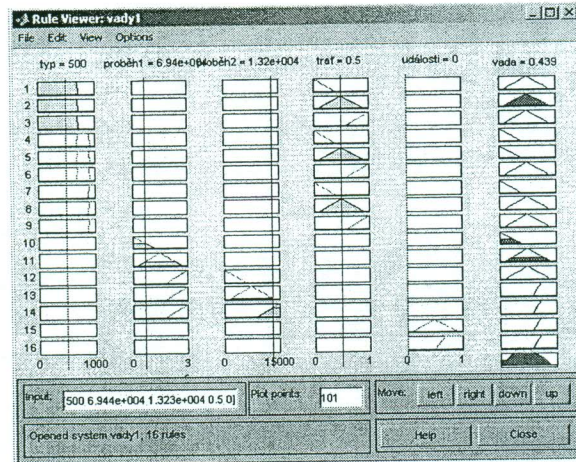 Rule Viewer: vady1
File Edit View Options
typ = 500 proběh1 = 6.94e+004 proběh2 = 1.32e+004 trať = 0.5 události = 0 vada = 0.439
1
2
3
4
5
6
7
8
9
10
11
12
13
14
15
16
0 1000 0 3 0 15000 0 1 0 1
Input: [500 6.944e+004 1.323e+004 0.5 0] Plot points: 101 Move: left right down up
Opened system vady1, 16 rules Help Close